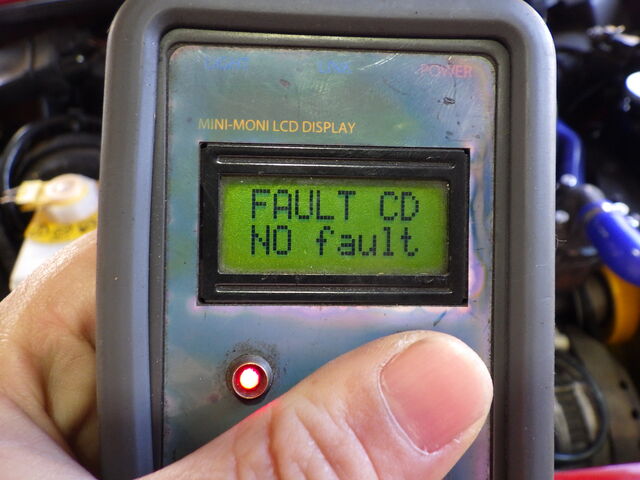 POWER
MINI-MONI LCD DISPLAY
FAULT CD
NO fault